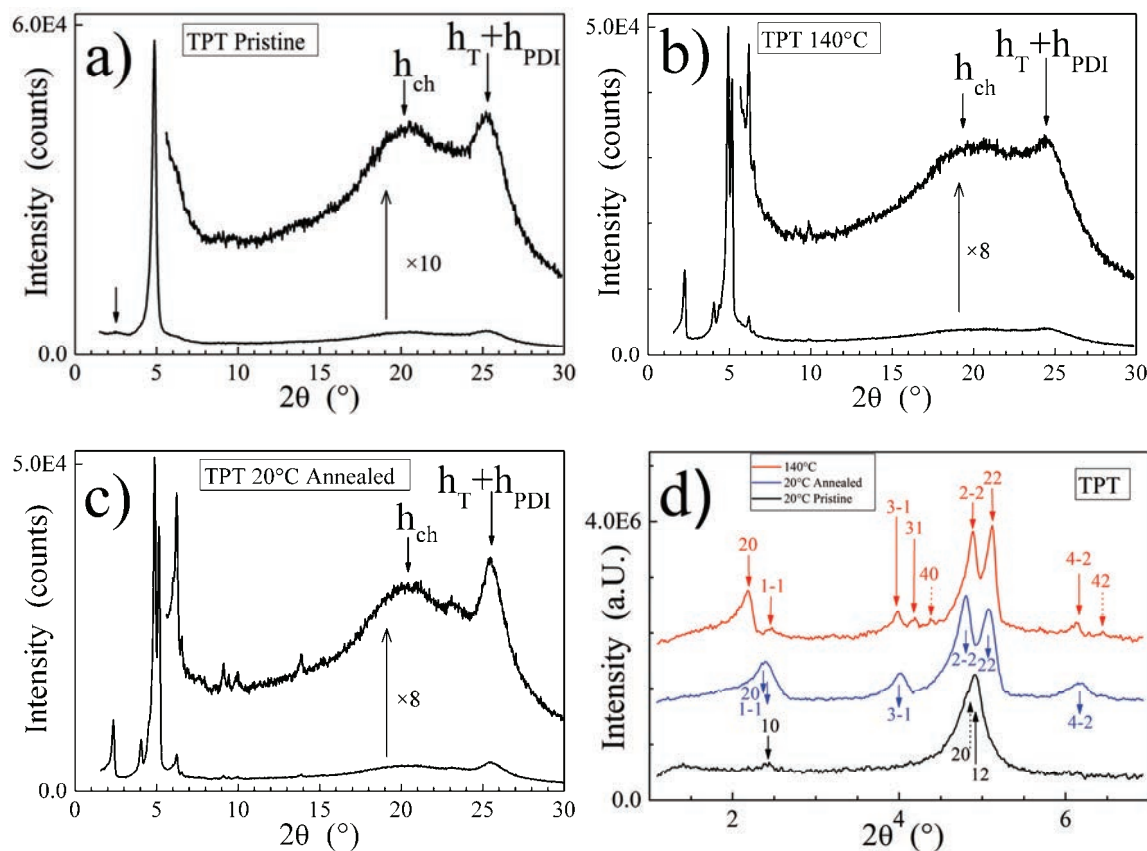 a)
6.0E4
TPT Pristine
h_T+h_PDI
h_ch
×10
Intensity (counts)
0.0
0 5 10 15 20 25 30
2θ (°)
b)
5.0E4
TPT 140°C
h_T+h_PDI
h_ch
×8
Intensity (counts)
0.0
0 5 10 15 20 25 30
2θ (°)
c)
5.0E4
TPT 20°C Annealed
h_T+h_PDI
h_ch
×8
Intensity (counts)
0.0
0 5 10 15 20 25 30
2θ (°)
d)
140°C
20°C Annealed
20°C Pristine
TPT
4.0E6
2-2 22
3-1 31
20
1-1
40
4-2 42
2-2 22
20
1-1
3-1
4-2
10
20
12
Intensity (a.U.)
0.0
2 4 6
2θ (°)